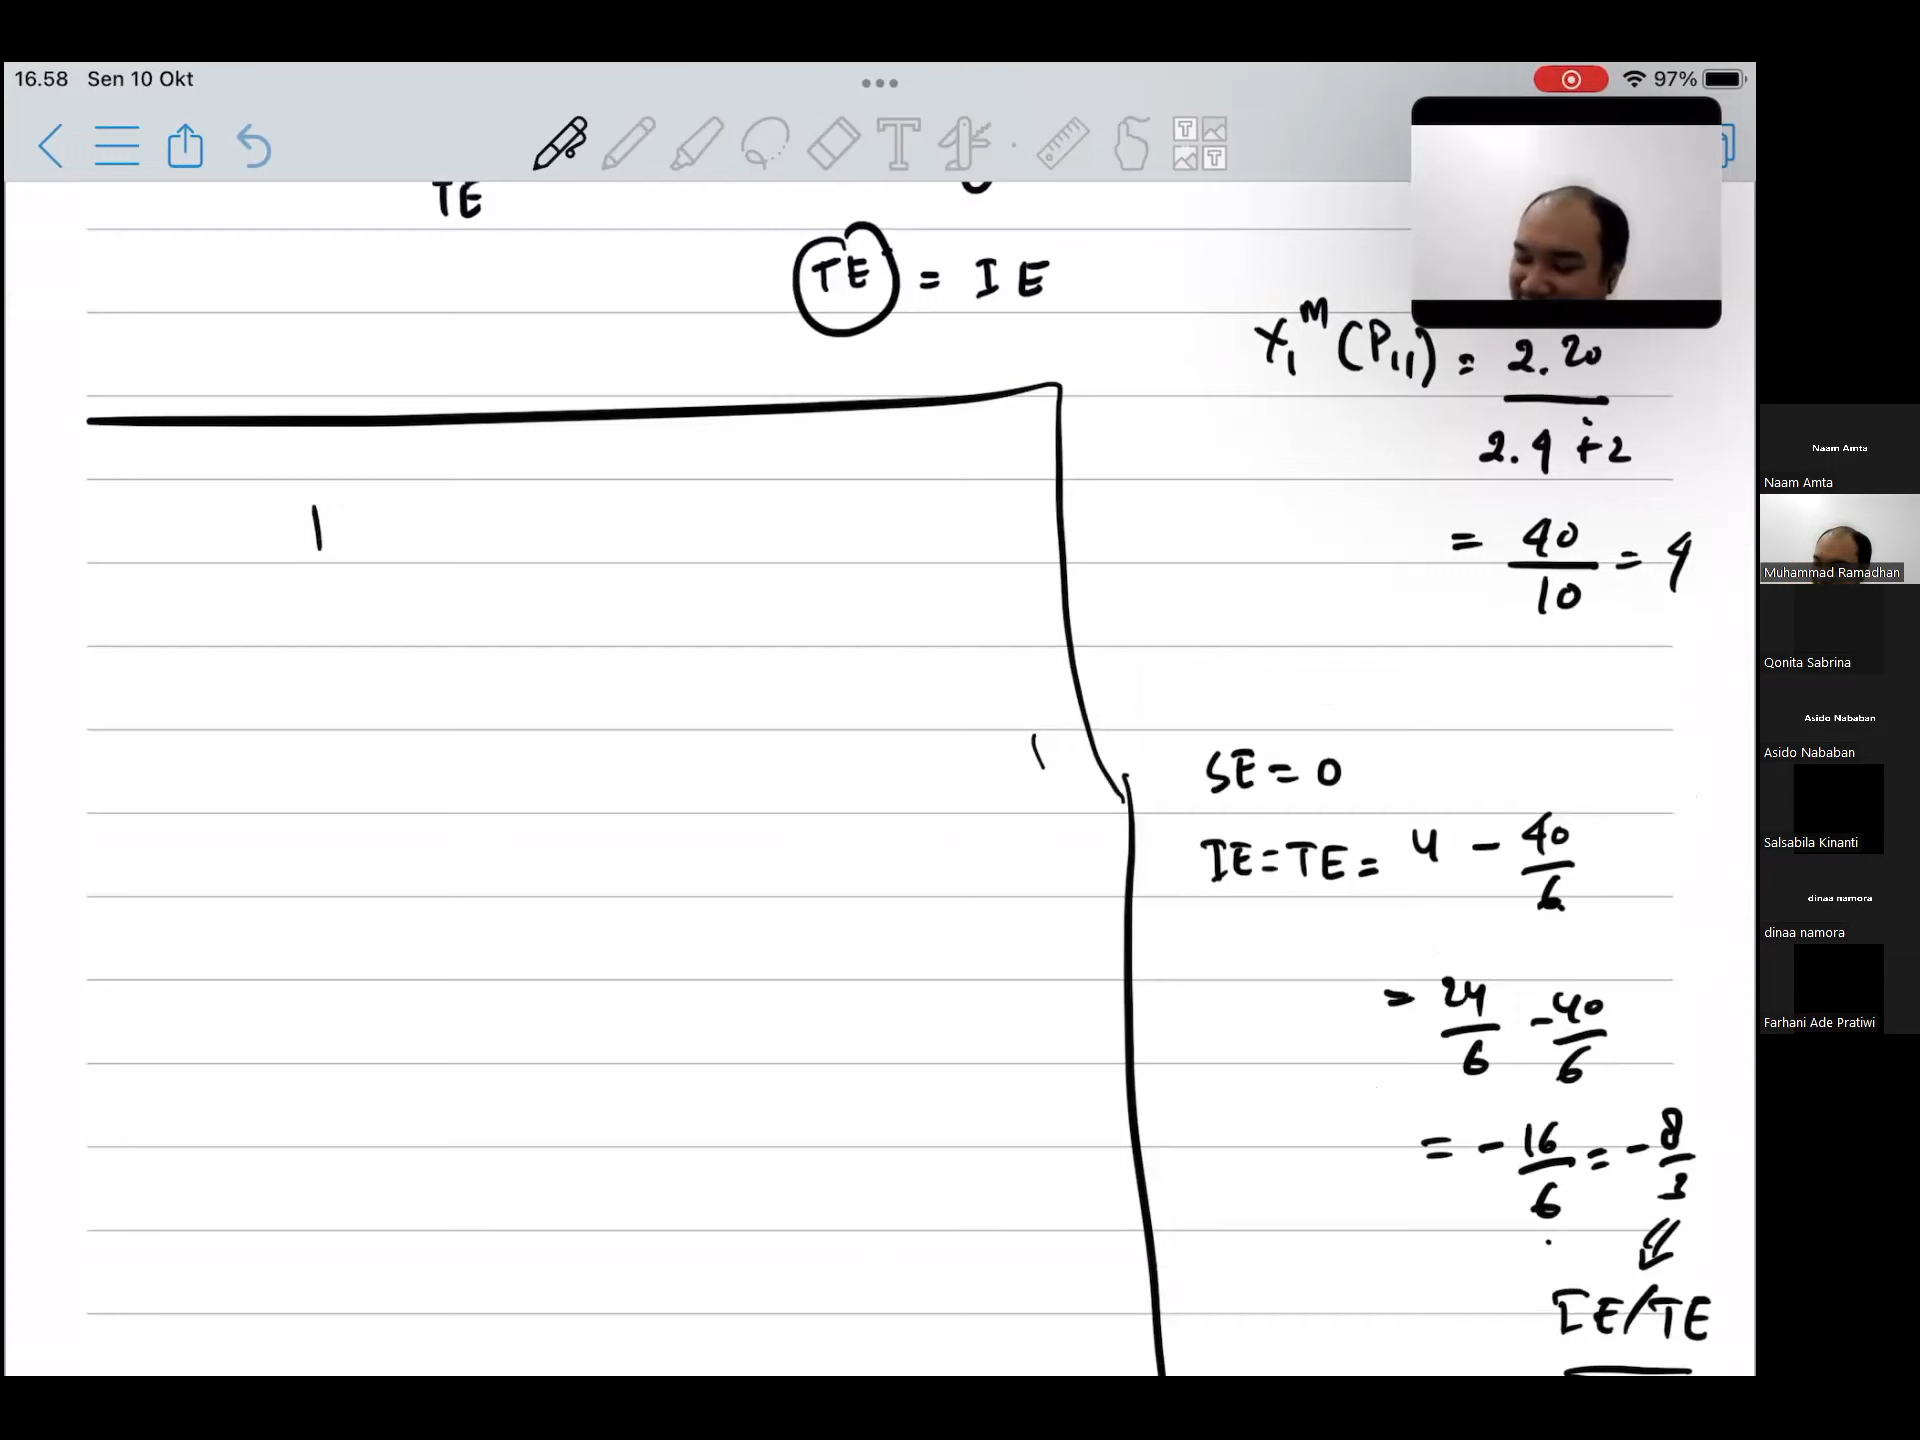 16.58 Sen 10 Okt
97%
TE
TE = IE
X₁ᴹ(P₁₁) = 2.20
2.4 + 2
= 40/10 = 4
SE = 0
IE = TE = 4 - 40/6
= 24/6 - 40/6
= - 16/6 = - 8/3
IE/TE
Naam Amta
Naam Amta
Muhammad Ramadhan
Qonita Sabrina
Asido Nababan
Asido Nababan
Salsabila Kinanti
dinaa namora
dinaa namora
Farhani Ade Pratiwi